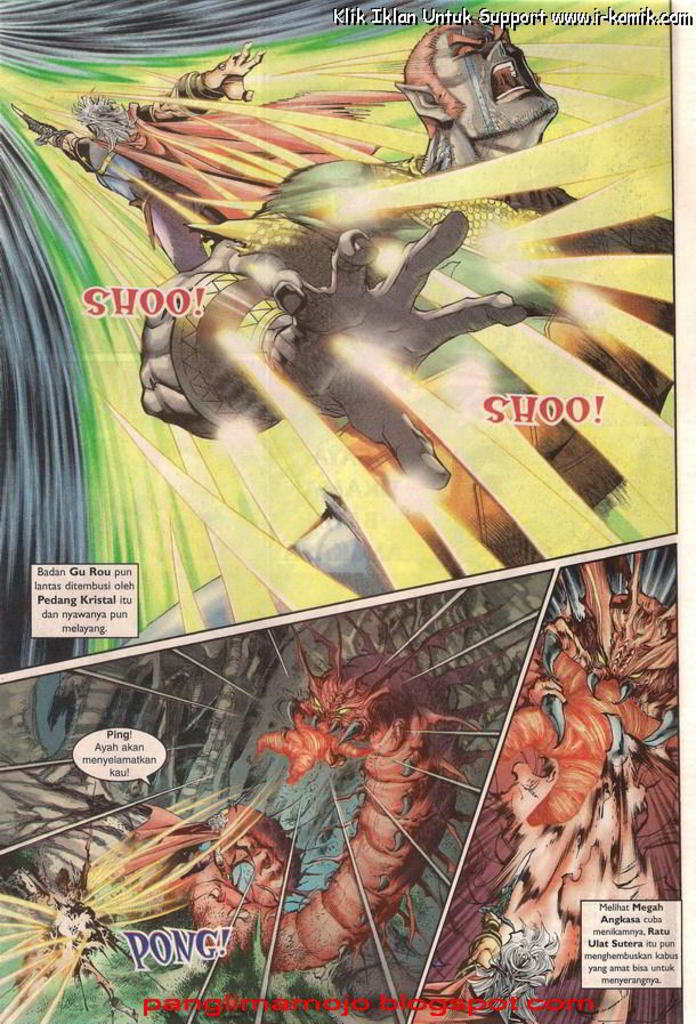 Klik Iklan Untuk Support www.i-komik.com
SHOO!
SHOO!
Badan Gu Rou pun
lantas ditembusi oleh
Pedang Kristal itu
dan nyawanya pun
melayang.
Ping!
Ayah akan
menyelamatkan
kau!
PONG!
Melihat Megah
Angkasa cuba
menikamnya, Ratu
Ulat Sutera itu pun
menghembuskan kabus
yang amat bisa untuk
menyerangnya.
panglimamojo.blogspot.com